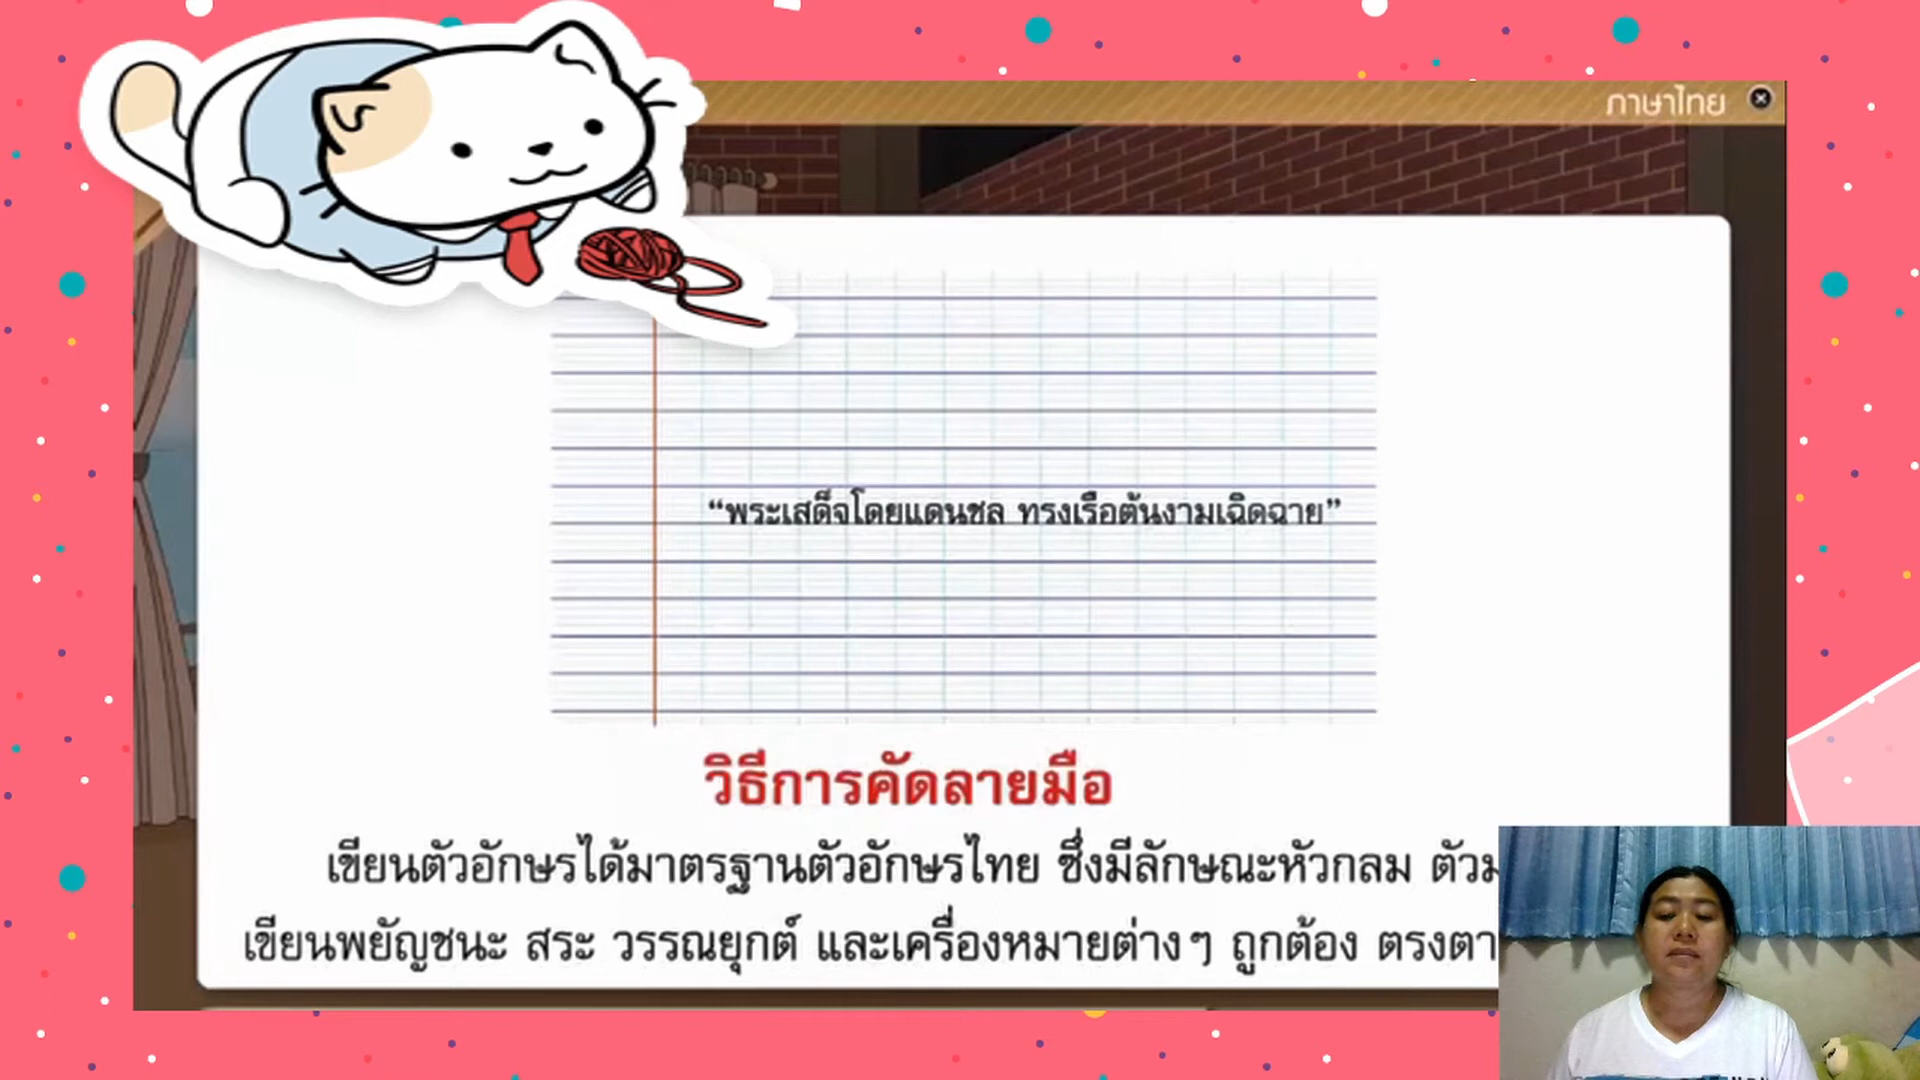 ภาษาไทย
“พระเสด็จโดยแดนชล ทรงเรือต้นงามเฉิดฉาย”
วิธีการคัดลายมือ
เขียนตัวอักษรได้มาตรฐานตัวอักษรไทย ซึ่งมีลักษณะหัวกลม
เขียนพยัญชนะ สระ วรรณยุกต์ และเครื่องหมายต่างๆ ถูกต้อง